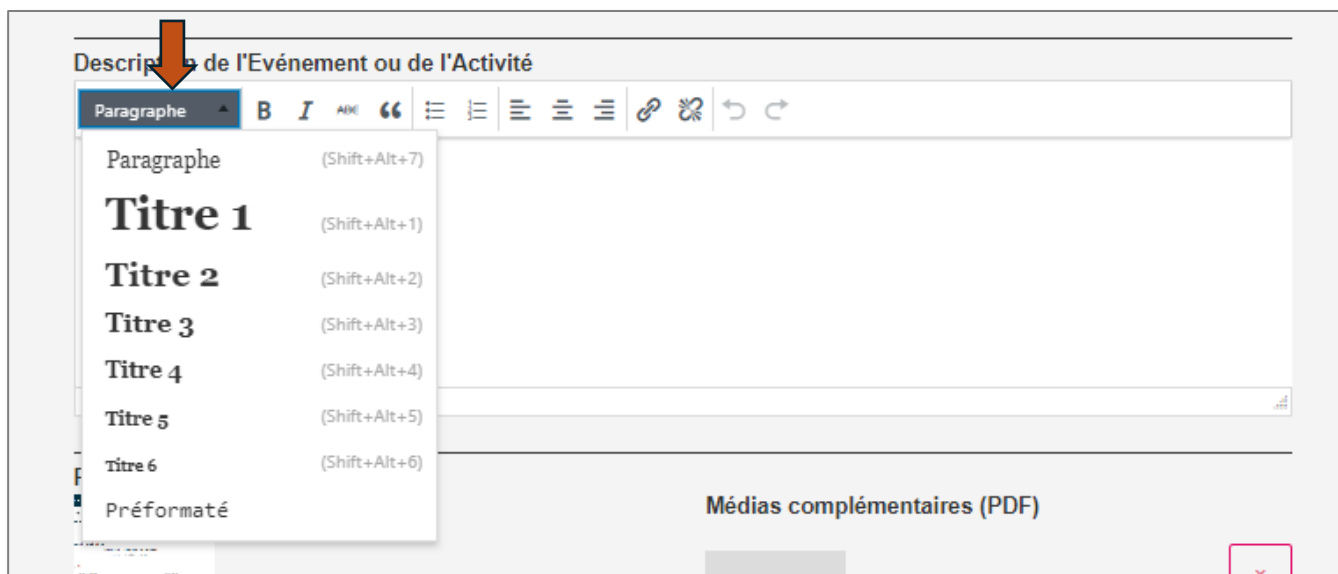 Description de l'Evénement ou de l'Activité
Paragraphe B I ABC
Paragraphe (Shift+Alt+7)
Titre 1 (Shift+Alt+1)
Titre 2 (Shift+Alt+2)
Titre 3 (Shift+Alt+3)
Titre 4 (Shift+Alt+4)
Titre 5 (Shift+Alt+5)
Titre 6 (Shift+Alt+6)
Préformaté
Médias complémentaires (PDF)